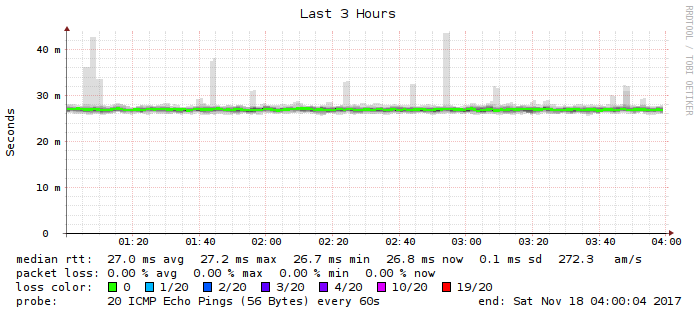 Last 3 Hours
RRDTOOL / TOBI OETIKER
Seconds
40 m
30 m
20 m
10 m
0
01:20 01:40 02:00 02:20 02:40 03:00 03:20 03:40 04:00
median rtt: 27.0 ms avg 27.2 ms max 26.7 ms min 26.8 ms now 0.1 ms sd 272.3 am/s
packet loss: 0.00 % avg 0.00 % max 0.00 % min 0.00 % now
loss color: 0 1/20 2/20 3/20 4/20 10/20 19/20
probe: 20 ICMP Echo Pings (56 Bytes) every 60s end: Sat Nov 18 04:00:04 2017